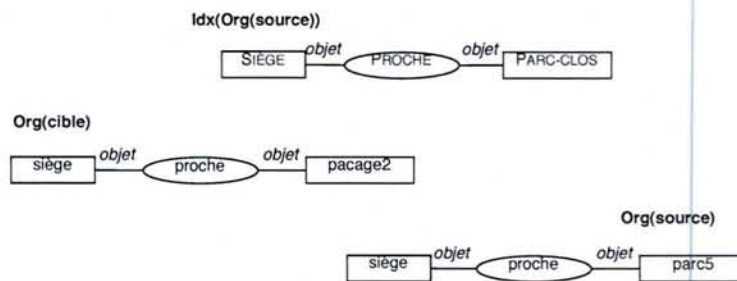 Idx(Org(source))
SIÈGE objet PROCHE objet PARC-CLOS
Org(cible)
siège objet proche objet pacage2
Org(source)
siège objet proche objet parc5